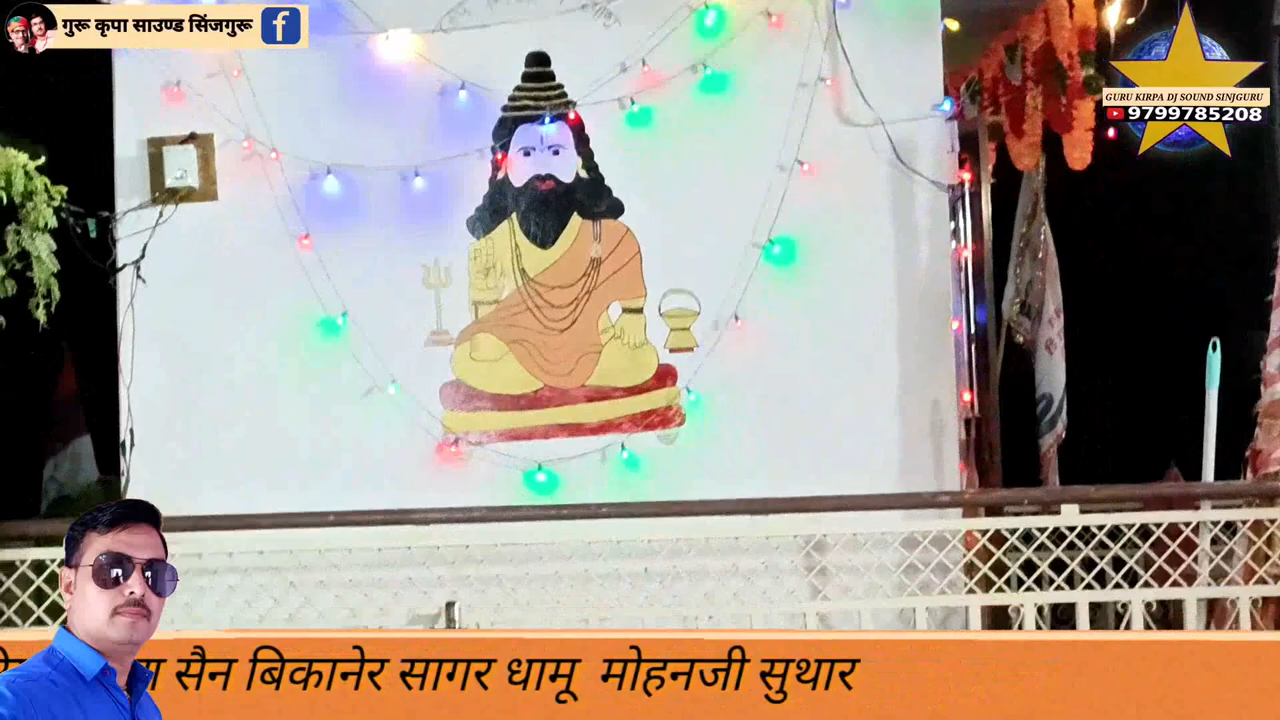 गुरू कृपा साउण्ड सिंजगुरू
f
GURU KIRPA DJ SOUND SINJGURU
9799785208
सैन बिकानेर सागर धामू मोहनजी सुथार